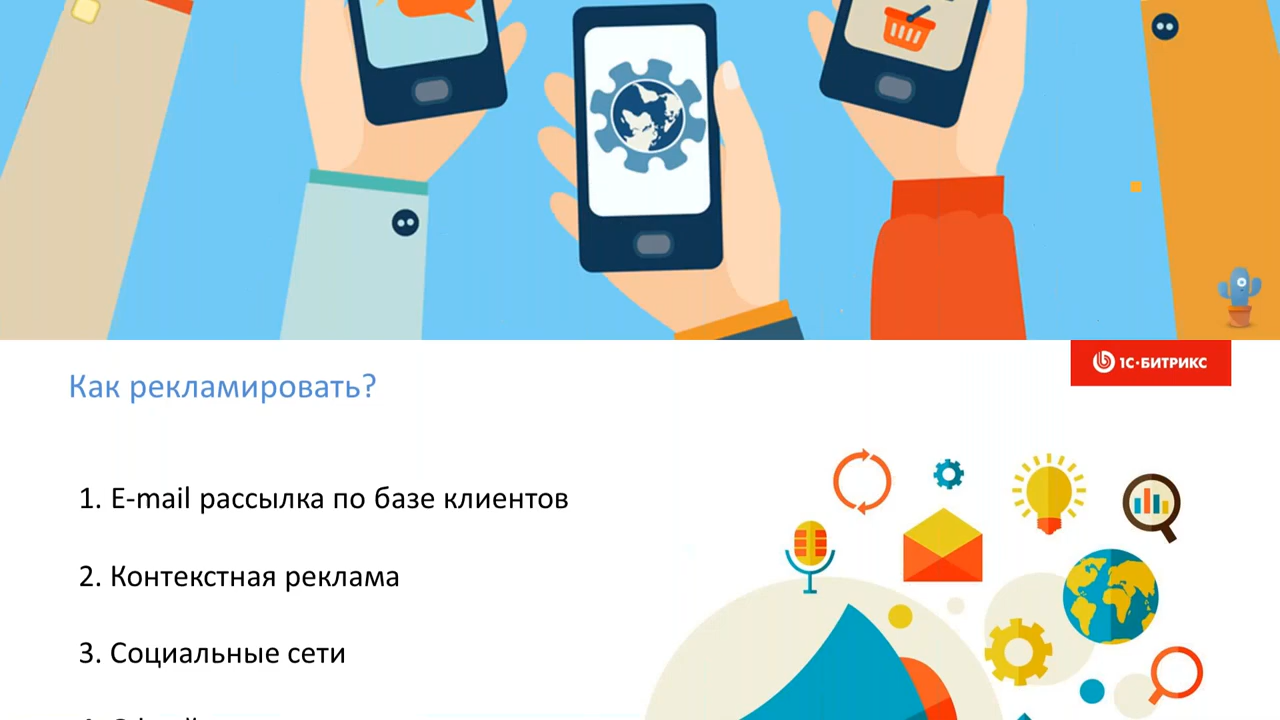 1С·БИТРИКС
Как рекламировать?
1. E-mail рассылка по базе клиентов
2. Контекстная реклама
3. Социальные сети